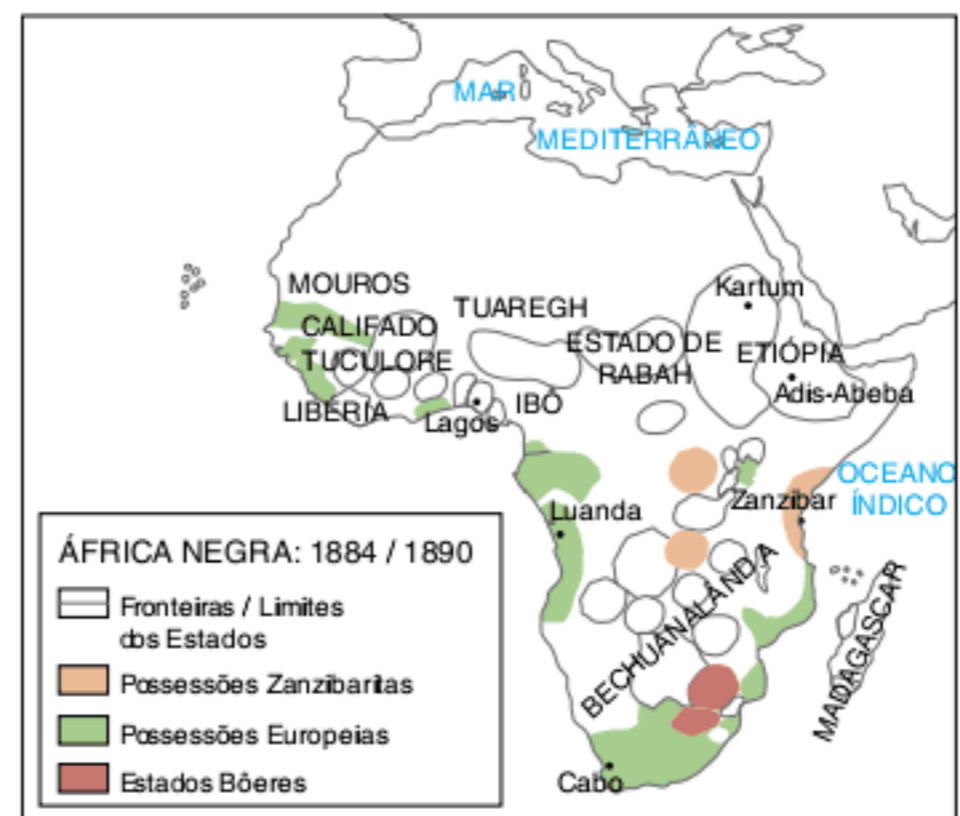 MAR
MEDITERRÂNEO
MOUROS
CALIFADO
TUCULORE
LIBÉRIA
TUAREGH
Lagos
IBÔ
ESTADO DE
RABAH
Kartum
ETIÓPIA
Adis-Abeba
OCEANO
ÍNDICO
Zanzibar
Luanda
BECHUANALÂNDIA
MADAGASCAR
Cabo
ÁFRICA NEGRA: 1884 / 1890
Fronteiras / Limites
dos Estados
Possessões Zanzibaritas
Possessões Europeias
Estados Bôeres